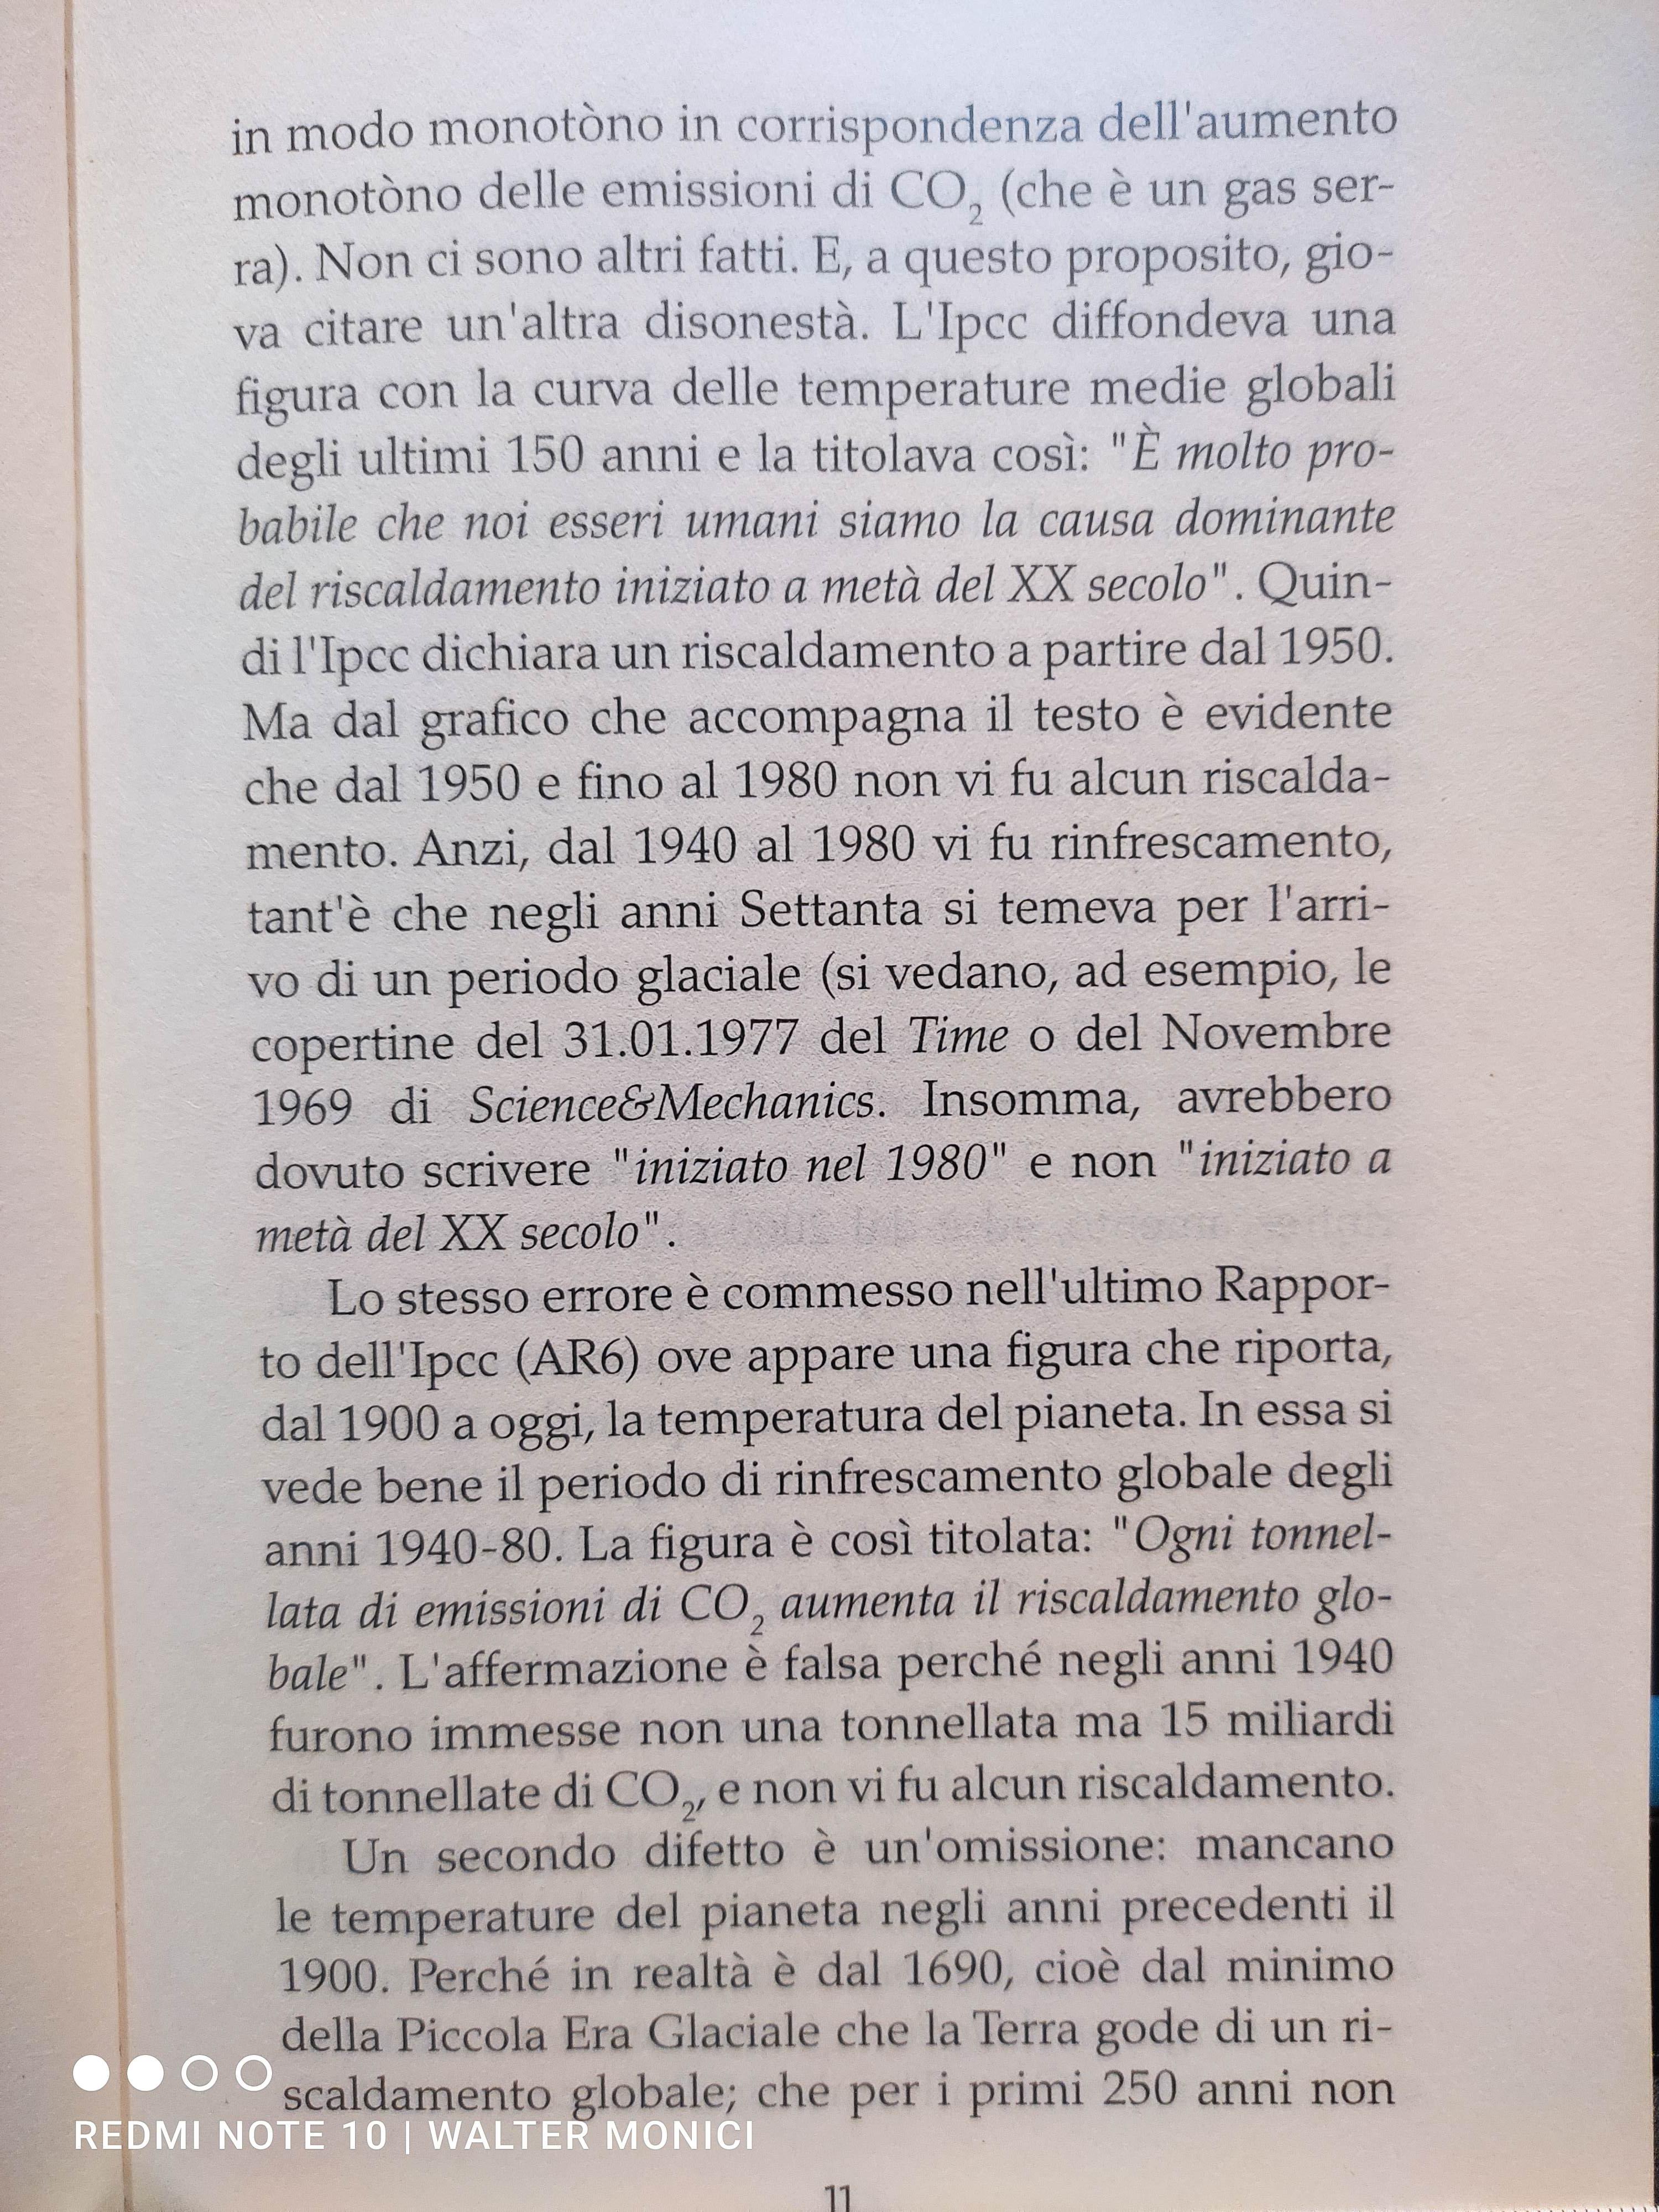 in modo monotòno in corrispondenza dell'aumento
monotòno delle emissioni di CO₂ (che è un gas ser-
ra). Non ci sono altri fatti. E, a questo proposito, gio-
va citare un'altra disonestà. L'Ipcc diffondeva una
figura con la curva delle temperature medie globali
degli ultimi 150 anni e la titolava così: "È molto pro-
babile che noi esseri umani siamo la causa dominante
del riscaldamento iniziato a metà del XX secolo". Quin-
di l'Ipcc dichiara un riscaldamento a partire dal 1950.
Ma dal grafico che accompagna il testo è evidente
che dal 1950 e fino al 1980 non vi fu alcun riscalda-
mento. Anzi, dal 1940 al 1980 vi fu rinfrescamento,
tant'è che negli anni Settanta si temeva per l'arri-
vo di un periodo glaciale (si vedano, ad esempio, le
copertine del 31.01.1977 del Time o del Novembre
1969 di Science&Mechanics. Insomma, avrebbero
dovuto scrivere "iniziato nel 1980" e non "iniziato a
metà del XX secolo".
Lo stesso errore è commesso nell'ultimo Rappor-
to dell'Ipcc (AR6) ove appare una figura che riporta,
dal 1900 a oggi, la temperatura del pianeta. In essa si
vede bene il periodo di rinfrescamento globale degli
anni 1940-80. La figura è così titolata: "Ogni tonnel-
lata di emissioni di CO₂ aumenta il riscaldamento glo-
bale". L'affermazione è falsa perché negli anni 1940
furono immesse non una tonnellata ma 15 miliardi
di tonnellate di CO₂, e non vi fu alcun riscaldamento.
Un secondo difetto è un'omissione: mancano
le temperature del pianeta negli anni precedenti il
1900. Perché in realtà è dal 1690, cioè dal minimo
della Piccola Era Glaciale che la Terra gode di un ri-
scaldamento globale; che per i primi 250 anni non
REDMI NOTE 10 | WALTER MONICI
11